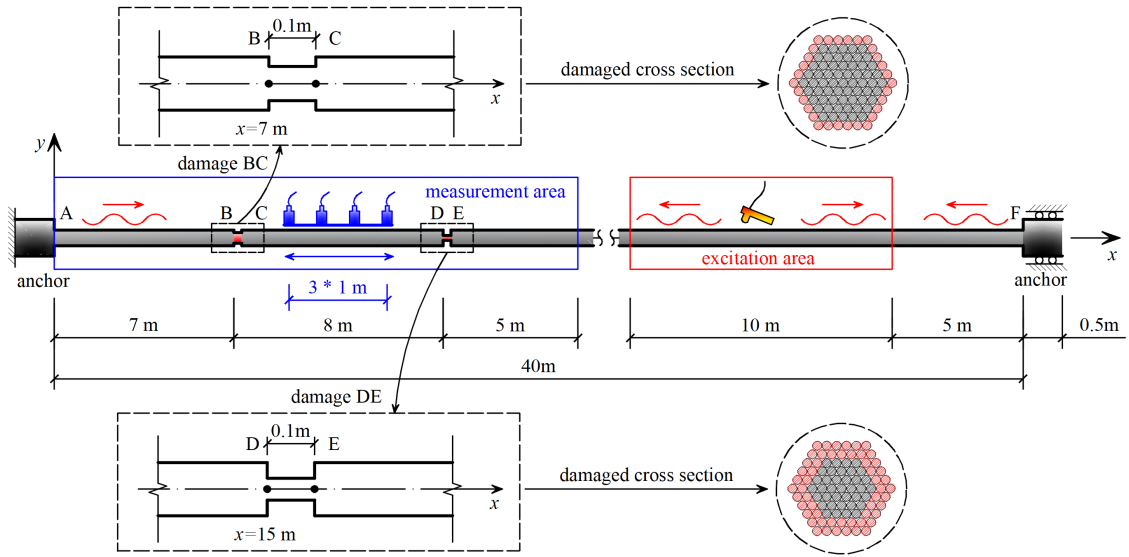 0.1m
B C
x
x=7 m
damaged cross section
damage BC
y
measurement area
A B C D E F
excitation area
x
anchor
anchor
3 * 1 m
7 m 8 m 5 m 10 m 5 m 0.5m
40m
damage DE
0.1m
D E
x
x=15 m
damaged cross section